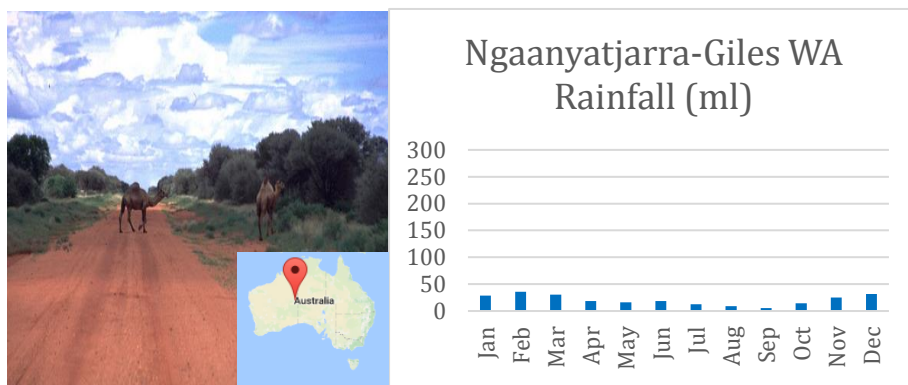 Ngaanyatjarra-Giles WA
Rainfall (ml)
300
250
200
150
100
50
0
Jan
Feb
Mar
Apr
May
Jun
Jul
Aug
Sep
Oct
Nov
Dec
Australia